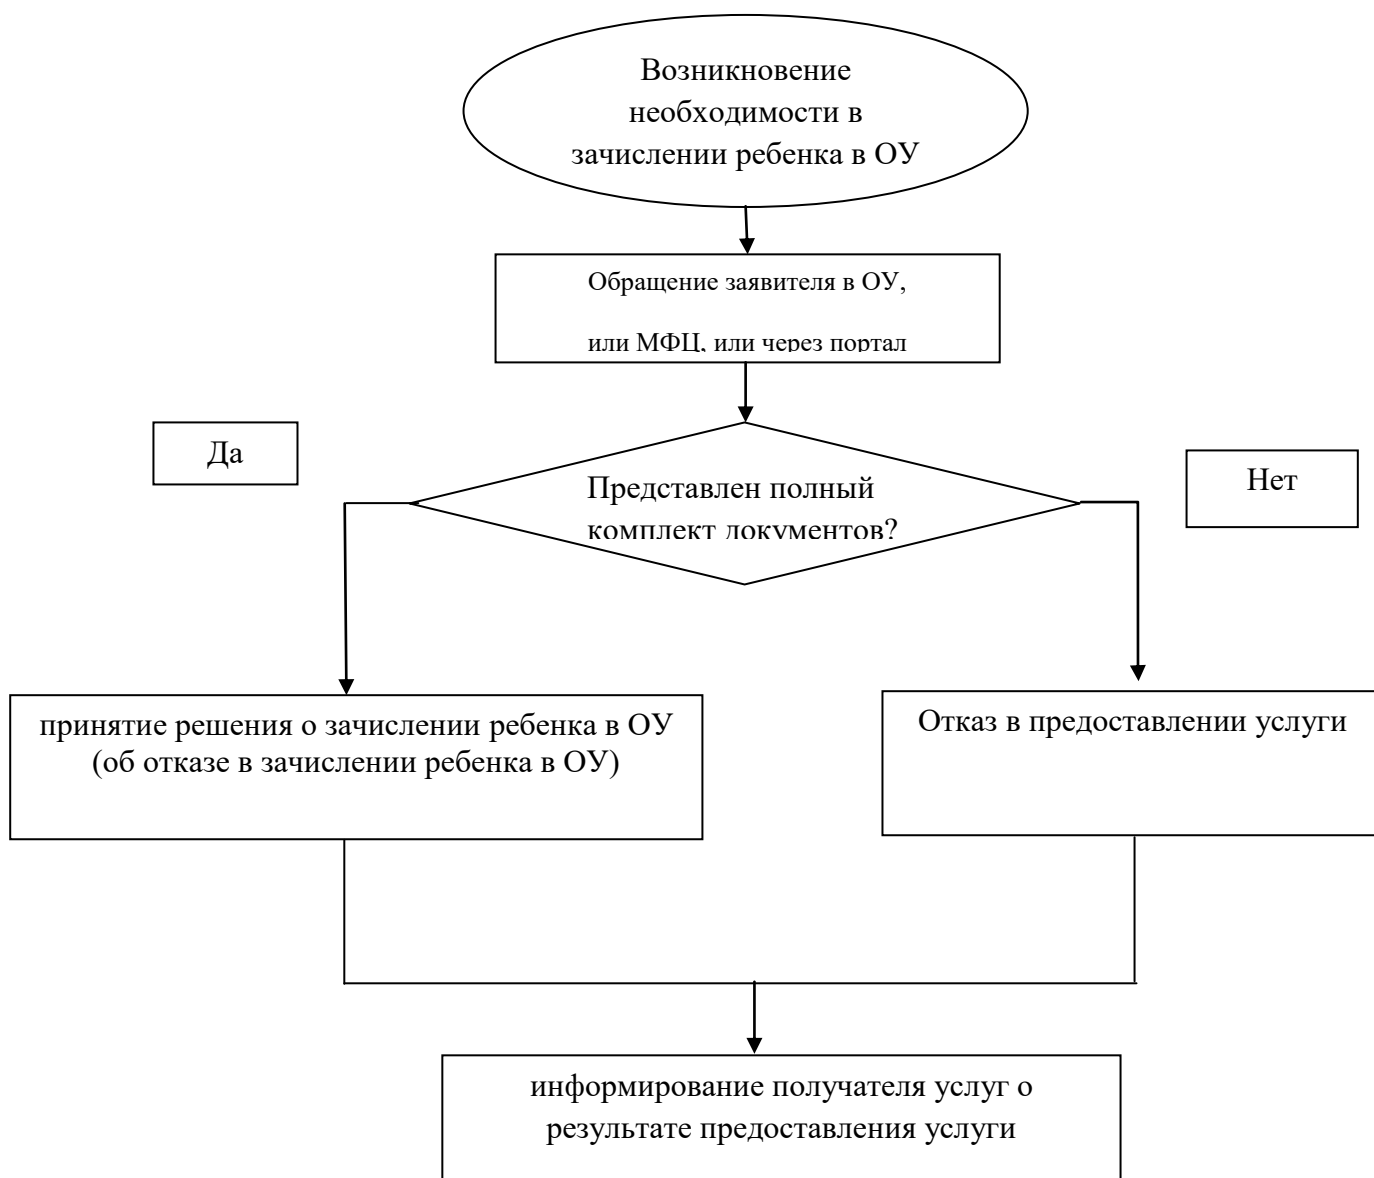 Возникновение
необходимости в
зачислении ребенка в ОУ
Обращение заявителя в ОУ,
или МФЦ, или через портал
Да
Нет
Представлен полный
комплект документов?
принятие решения о зачислении ребенка в ОУ
(об отказе в зачислении ребенка в ОУ)
Отказ в предоставлении услуги
информирование получателя услуг о
результате предоставления услуги